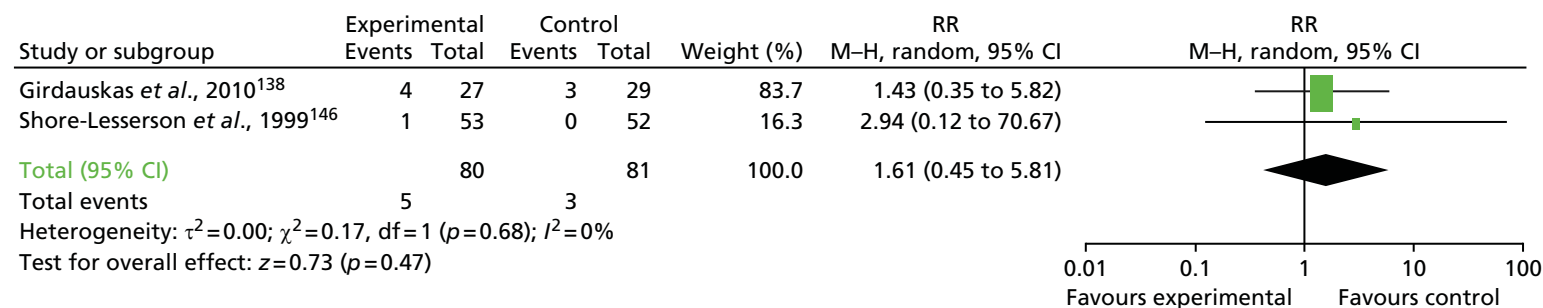 Experimental Control RR RR
Study or subgroup Events Total Events Total Weight (%) M–H, random, 95% CI M–H, random, 95% CI
Girdauskas et al., 2010¹³⁸ 4 27 3 29 83.7 1.43 (0.35 to 5.82)
Shore-Lesserson et al., 1999¹⁴⁶ 1 53 0 52 16.3 2.94 (0.12 to 70.67)
Total (95% CI) 80 81 100.0 1.61 (0.45 to 5.81)
Total events 5 3
Heterogeneity: τ²=0.00; χ²=0.17, df=1 (p=0.68); I²=0%
Test for overall effect: z=0.73 (p=0.47)
0.01 0.1 1 10 100
Favours experimental Favours control